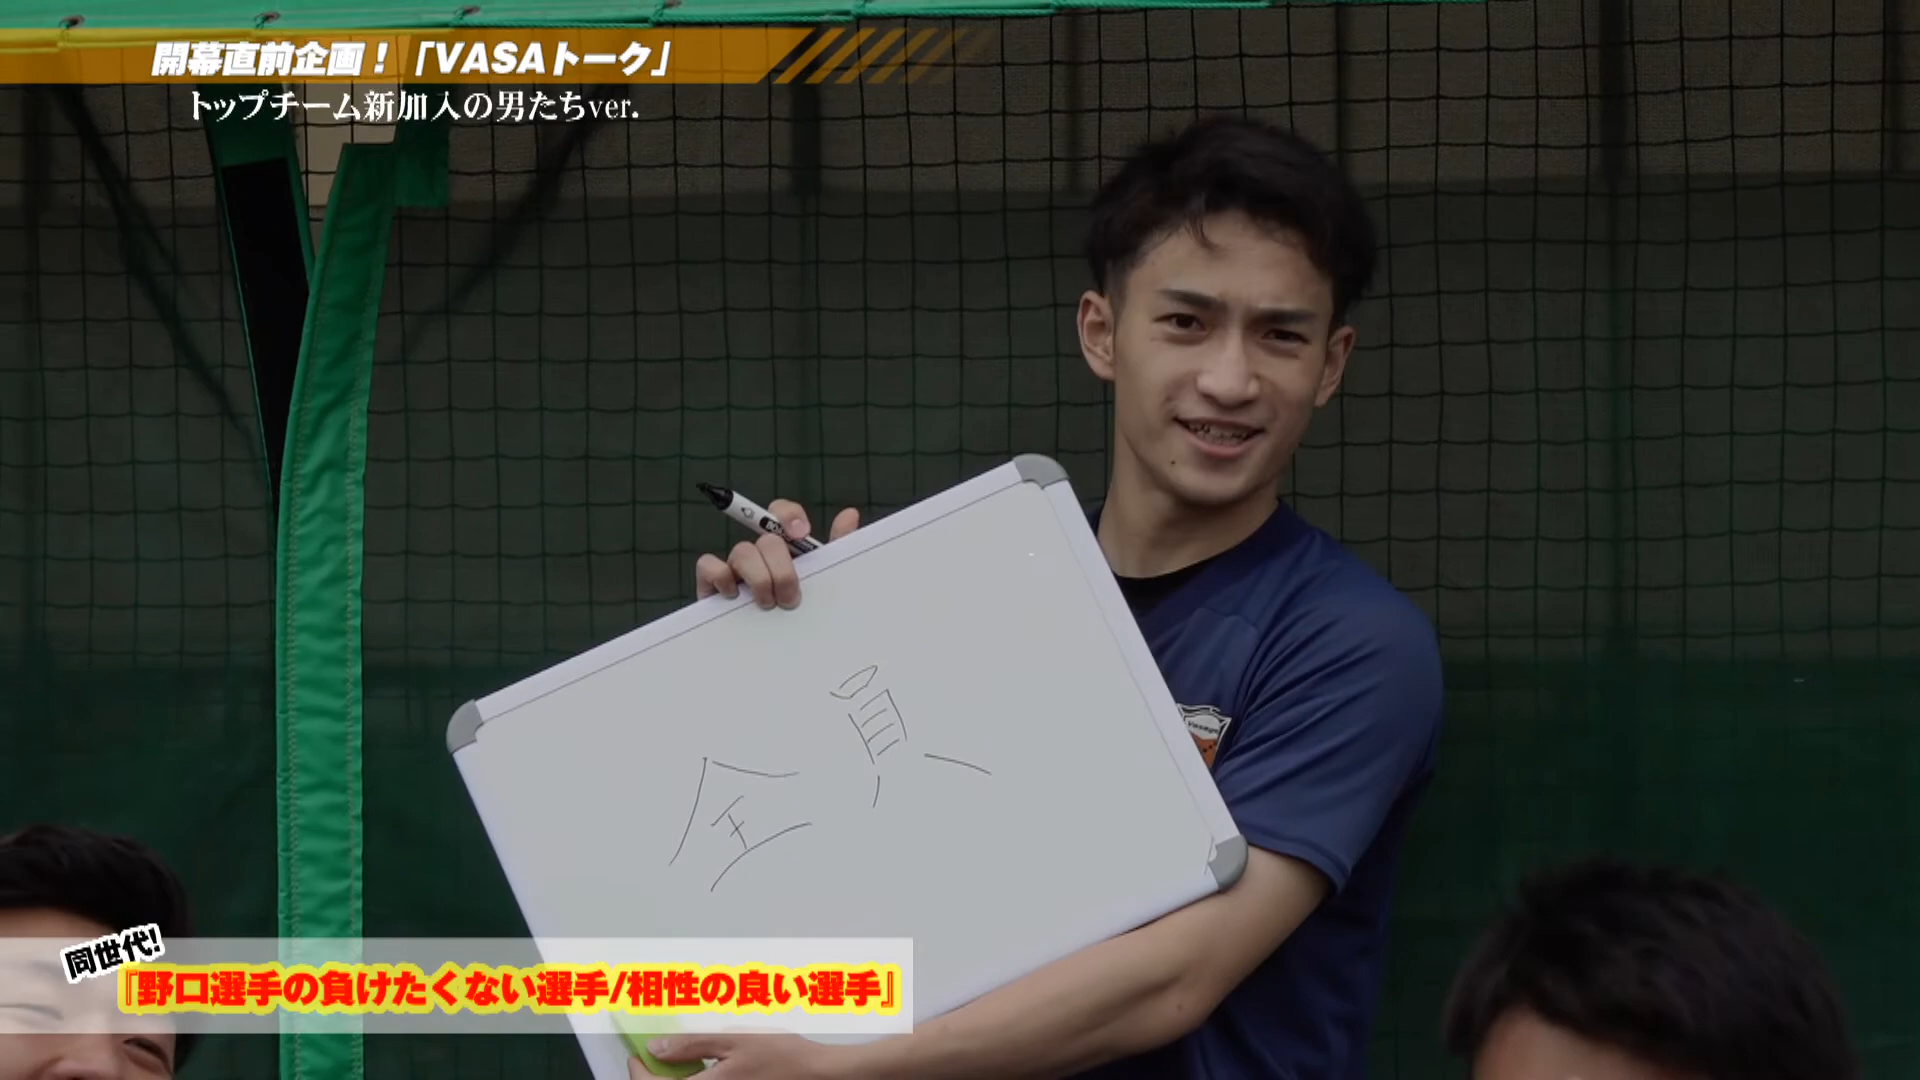 開幕直前企画！「VASAトーク」
トップチーム新加入の男たちver.
全員
同世代!
『野口選手の負けたくない選手/相性の良い選手』